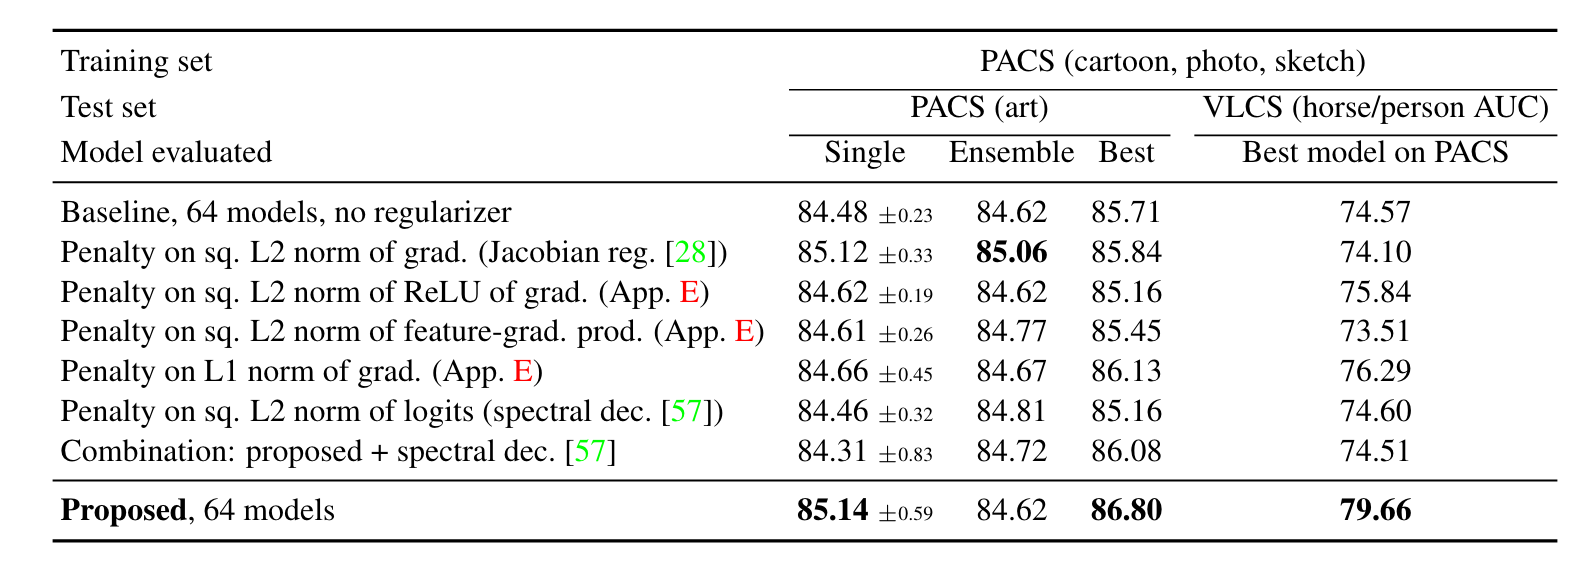 Training set PACS (cartoon, photo, sketch)
Test set PACS (art) VLCS (horse/person AUC)
Model evaluated Single Ensemble Best Best model on PACS
Baseline, 64 models, no regularizer 84.48 ±0.23 84.62 85.71 74.57
Penalty on sq. L2 norm of grad. (Jacobian reg. [28]) 85.12 ±0.33 85.06 85.84 74.10
Penalty on sq. L2 norm of ReLU of grad. (App. E) 84.62 ±0.19 84.62 85.16 75.84
Penalty on sq. L2 norm of feature-grad. prod. (App. E) 84.61 ±0.26 84.77 85.45 73.51
Penalty on L1 norm of grad. (App. E) 84.66 ±0.45 84.67 86.13 76.29
Penalty on sq. L2 norm of logits (spectral dec. [57]) 84.46 ±0.32 84.81 85.16 74.60
Combination: proposed + spectral dec. [57] 84.31 ±0.83 84.72 86.08 74.51
Proposed, 64 models 85.14 ±0.59 84.62 86.80 79.66